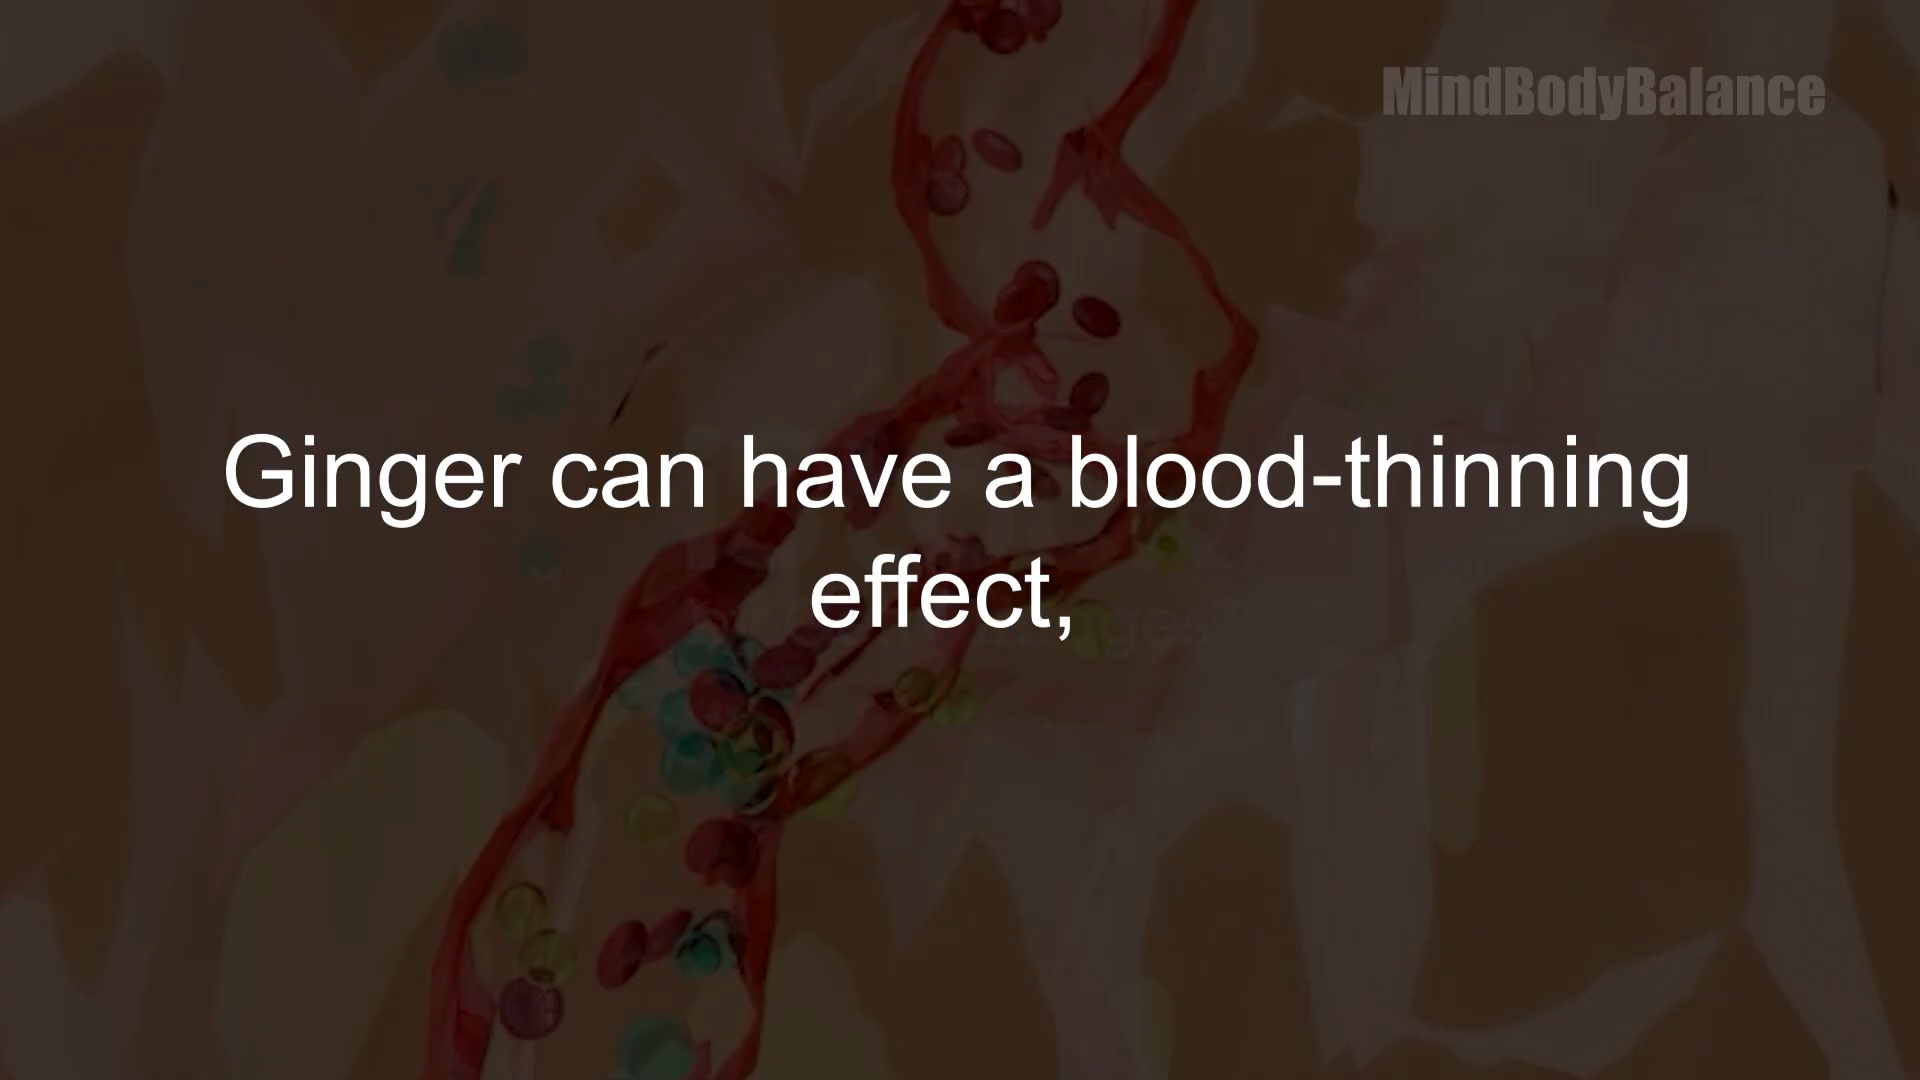 MindBodyBalance
Ginger can have a blood-thinning
effect,